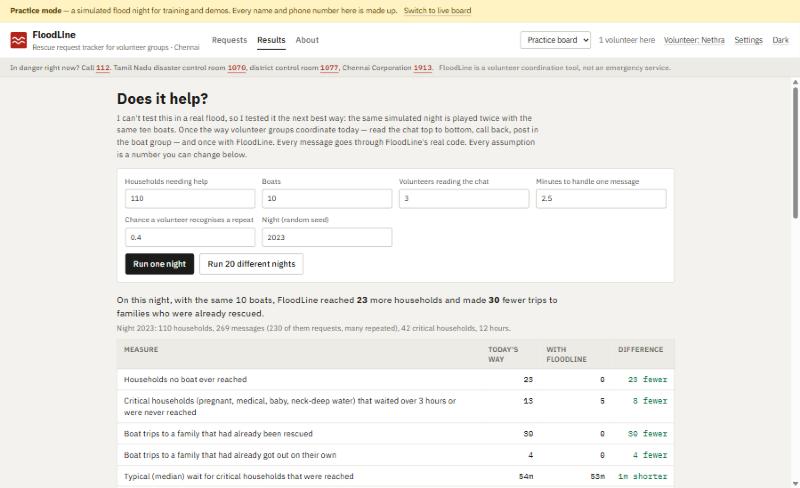 Practice mode — a simulated flood night for training and demos. Every name and phone number here is made up. Switch to live board
FloodLine
Rescue request tracker for volunteer groups · Chennai
Requests Results About
Practice board 1 volunteer here Volunteer: Nethra Settings Dark
In danger right now? Call 112. Tamil Nadu disaster control room 1070, district control room 1077, Chennai Corporation 1913. FloodLine is a volunteer coordination tool, not an emergency service.
Does it help?
I can't test this in a real flood, so I tested it the next best way: the same simulated night is played twice with the
same ten boats. Once the way volunteer groups coordinate today — read the chat top to bottom, call back, post in
the boat group — and once with FloodLine. Every message goes through FloodLine's real code. Every assumption
is a number you can change below.
Households needing help Boats Volunteers reading the chat Minutes to handle one message
110 10 3 2.5
Chance a volunteer recognises a repeat Night (random seed)
0.4 2023
Run one night Run 20 different nights
On this night, with the same 10 boats, FloodLine reached 23 more households and made 30 fewer trips to
families who were already rescued.
Night 2023: 110 households, 269 messages (230 of them requests, many repeated), 42 critical households, 12 hours.
MEASURE TODAY'S WAY WITH FLOODLINE DIFFERENCE
Households no boat ever reached 23 0 23 fewer
Critical households (pregnant, medical, baby, neck-deep water) that waited over 3 hours or were never reached 13 5 8 fewer
Boat trips to a family that had already been rescued 30 0 30 fewer
Boat trips to a family that had already got out on their own 4 0 4 fewer
Typical (median) wait for critical households that were reached 54m 53m 1m shorter